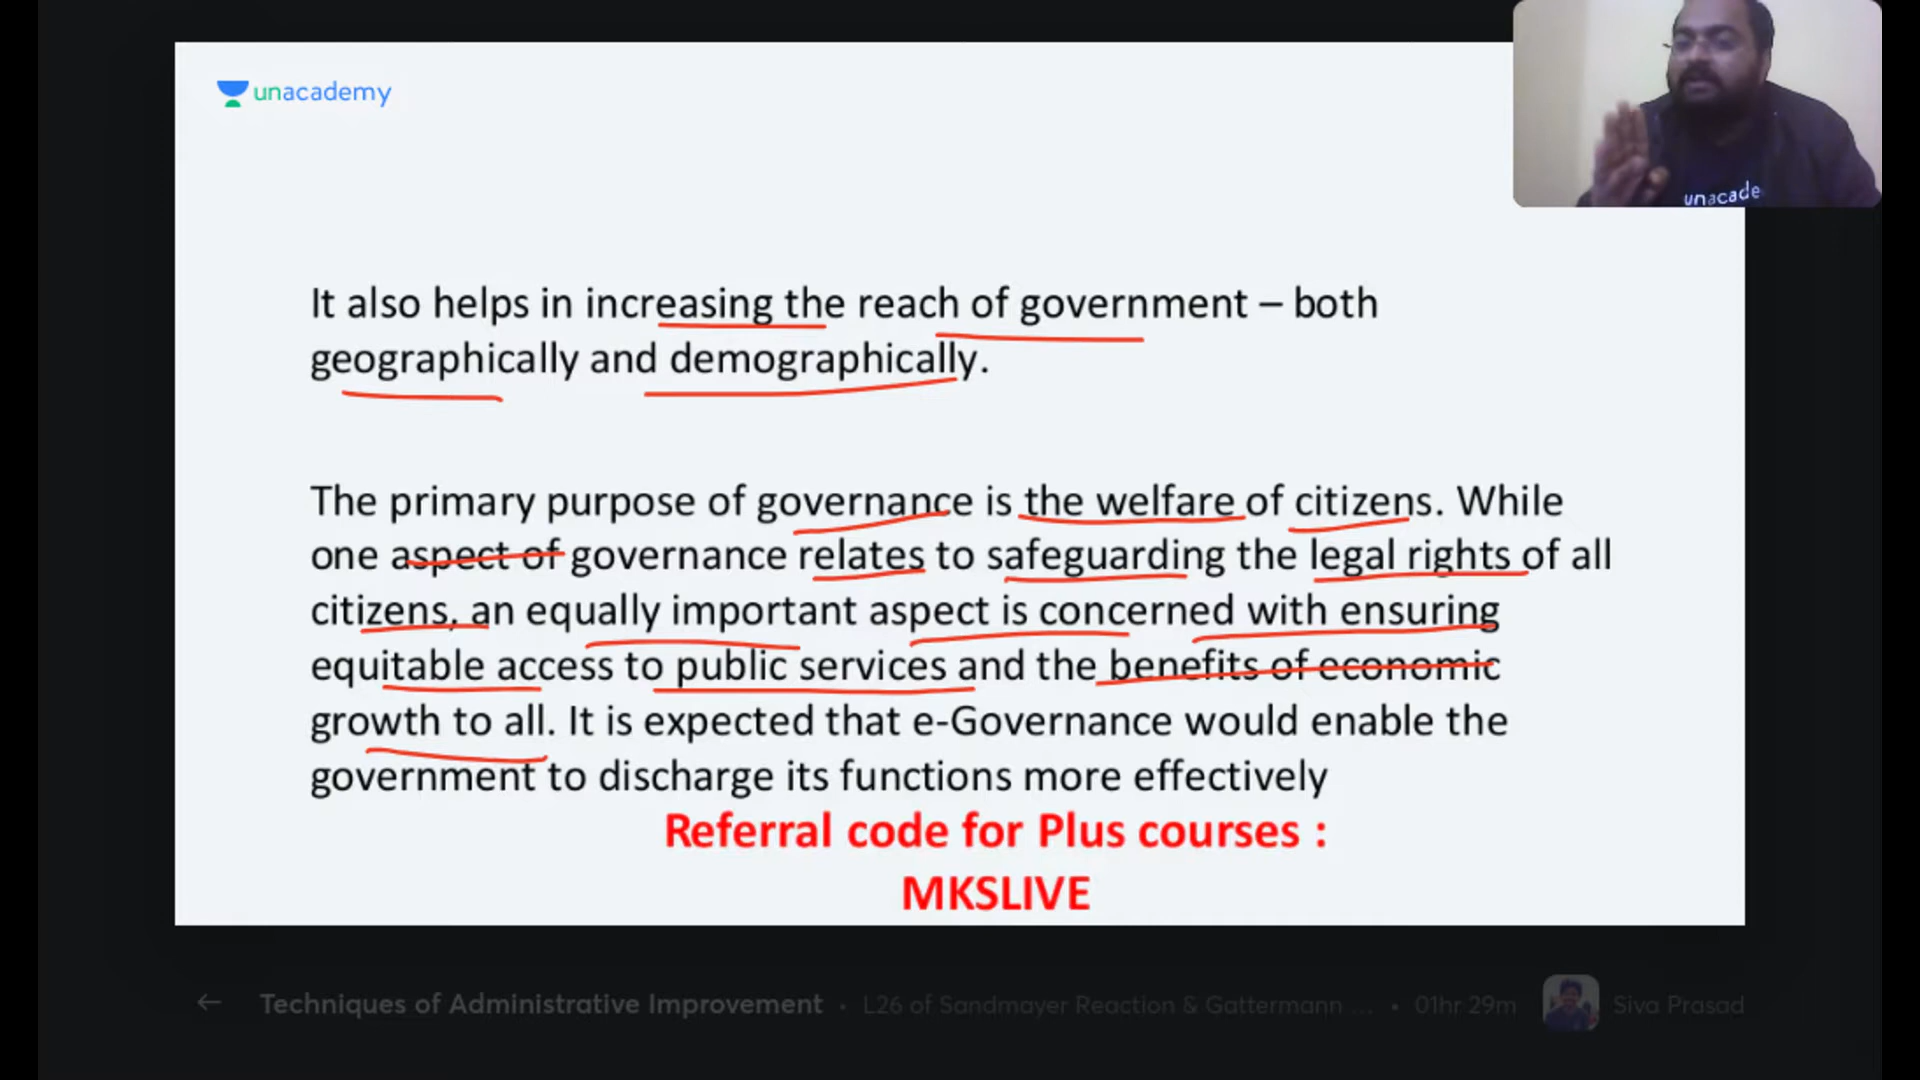 unacademy
unacade
It also helps in increasing the reach of government – both
geographically and demographically.
The primary purpose of governance is the welfare of citizens. While
one aspect of governance relates to safeguarding the legal rights of all
citizens, an equally important aspect is concerned with ensuring
equitable access to public services and the benefits of economic
growth to all. It is expected that e-Governance would enable the
government to discharge its functions more effectively
Referral code for Plus courses :
MKSLIVE
Techniques of Administrative Improvement • L26 of Sandmayer Reaction & Gattermann ... • 01hr 29m Siva Prasad